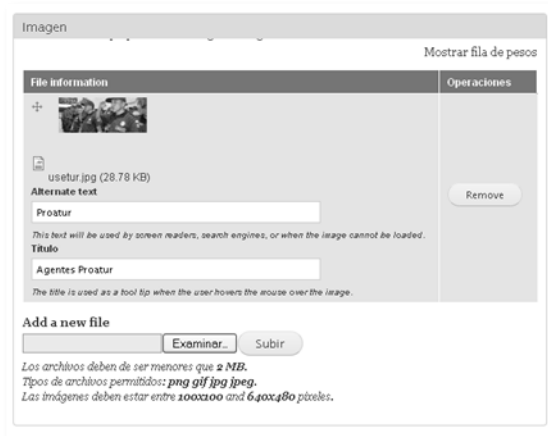 Imagen
Mostrar fila de pesos
File information
Operaciones
usetur.jpg (28.78 KB)
Alternate text
Remove
Proatur
This text will be used by screen readers, search engines, or when the image cannot be loaded.
Título
Agentes Proatur
The title is used as a tool tip when the user hovers the mouse over the image.
Add a new file
Examinar...
Subir
Los archivos deben de ser menores que 2 MB.
Tipos de archivos permitidos: png gif jpg jpeg.
Las imágenes deben estar entre 100x100 and 640x480 pixeles.